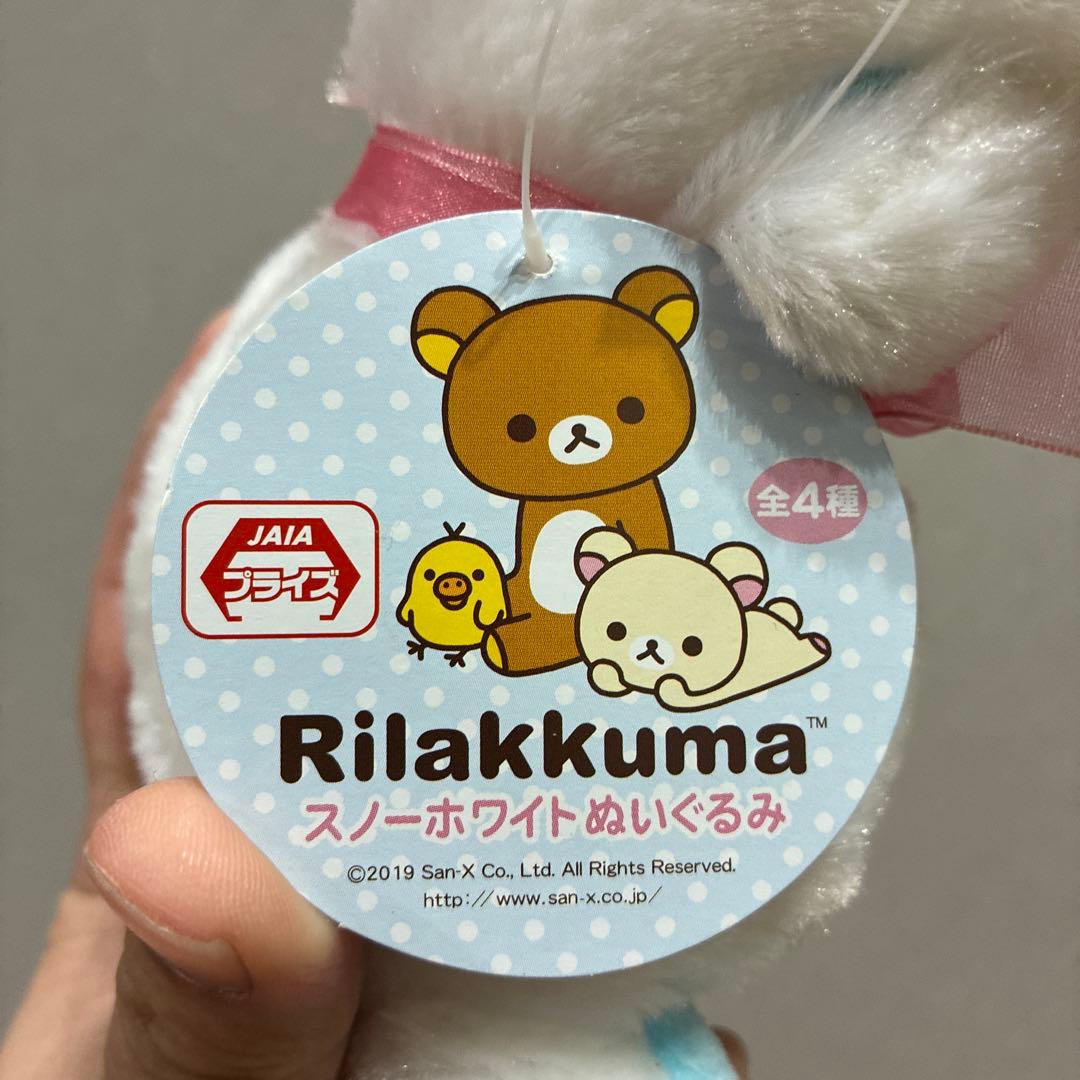 全4種
JAIA
プライズ
Rilakkuma™
スノーホワイトぬいぐるみ
©2019 San-X Co., Ltd. All Rights Reserved.
http://www.san-x.co.jp/